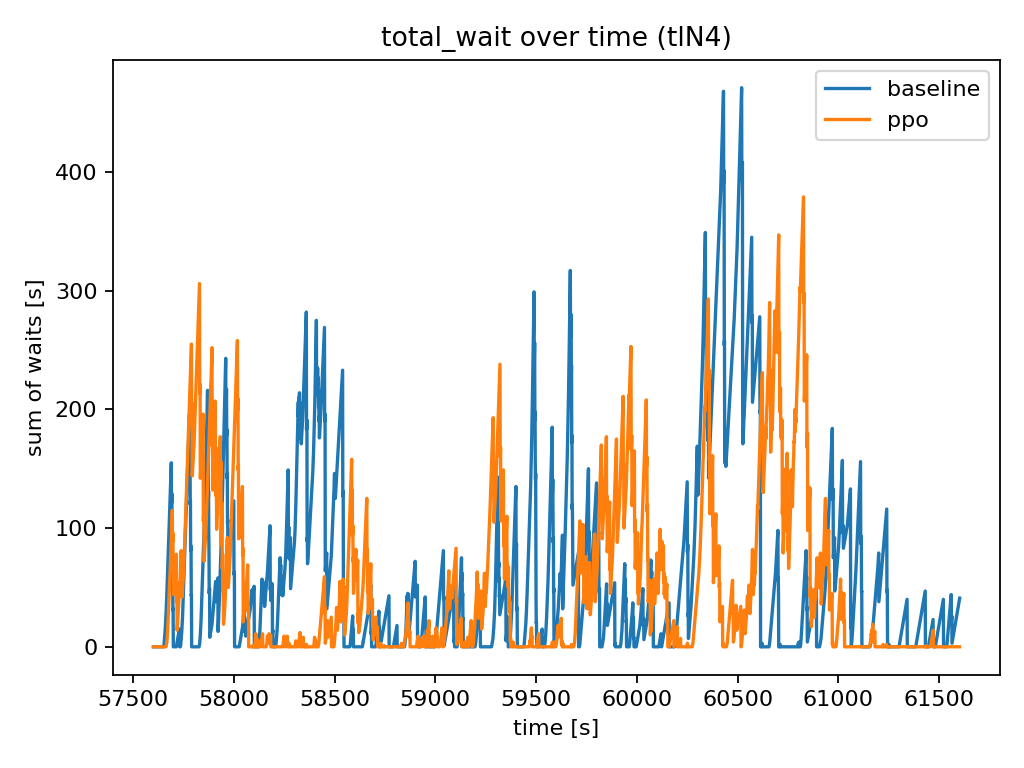 total_wait over time (tlN4)
baseline
ppo
sum of waits [s]
400
300
200
100
0
57500 58000 58500 59000 59500 60000 60500 61000 61500
time [s]